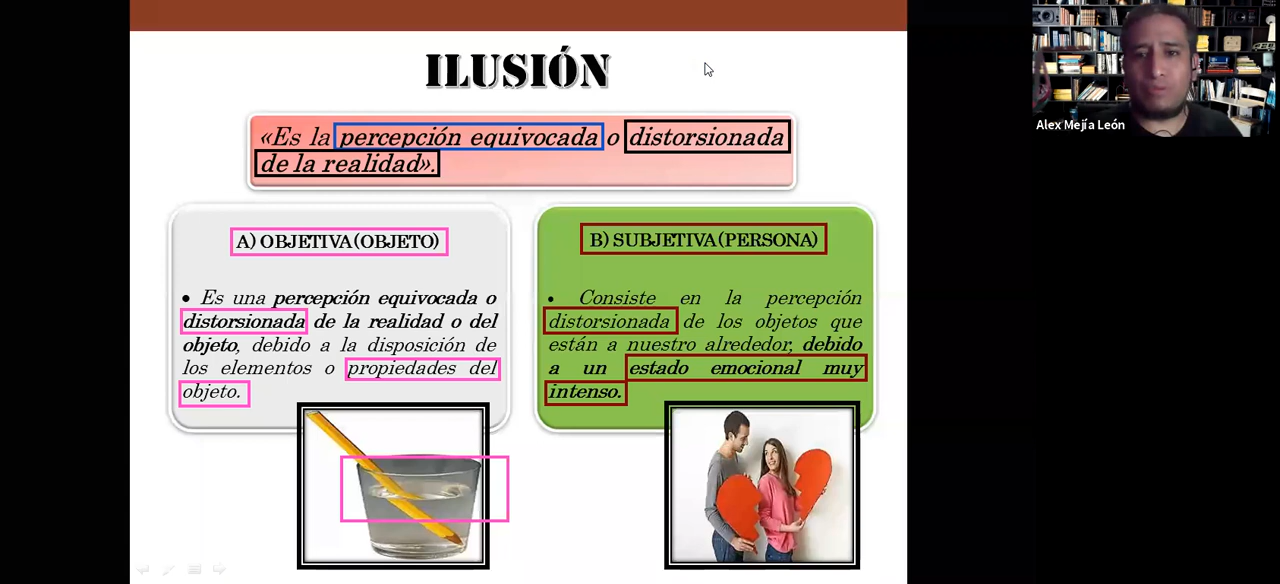 ILUSIÓN
Alex Mejía León
«Es la percepción equivocada o distorsionada
de la realidad».
A) OBJETIVA (OBJETO)
• Es una percepción equivocada o
distorsionada de la realidad o del
objeto, debido a la disposición de
los elementos o propiedades del
objeto.
B) SUBJETIVA (PERSONA)
• Consiste en la percepción
distorsionada de los objetos que
están a nuestro alrededor, debido
a un estado emocional muy
intenso.